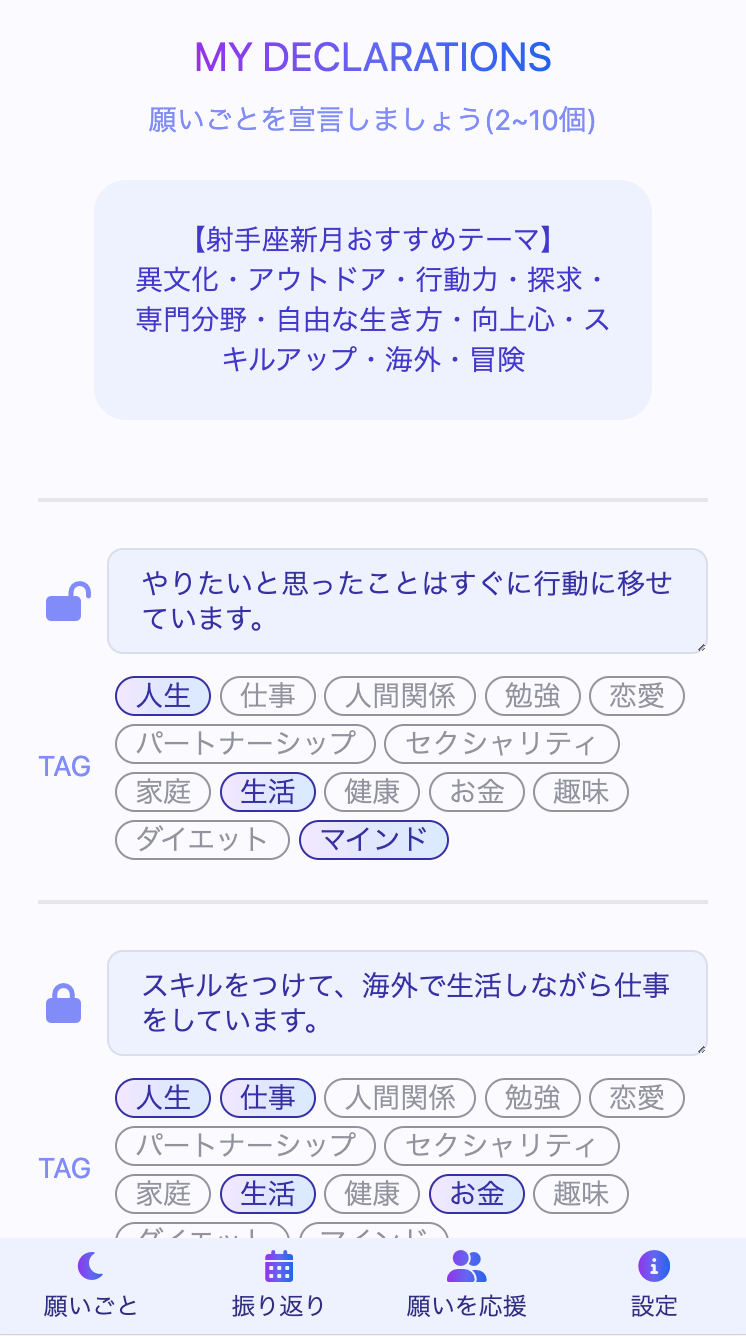 MY DECLARATIONS
願いごとを宣言しましょう(2~10個)
【射手座新月おすすめテーマ】
異文化・アウトドア・行動力・探求・
専門分野・自由な生き方・向上心・ス
キルアップ・海外・冒険
やりたいと思ったことはすぐに行動に移せ
ています。
人生 仕事 人間関係 勉強 恋愛
パートナーシップ セクシャリティ
TAG
家庭 生活 健康 お金 趣味
ダイエット マインド
スキルをつけて、海外で生活しながら仕事
をしています。
人生 仕事 人間関係 勉強 恋愛
パートナーシップ セクシャリティ
TAG
家庭 生活 健康 お金 趣味
ダイエット マインド
願いごと 振り返り 願いを応援 設定